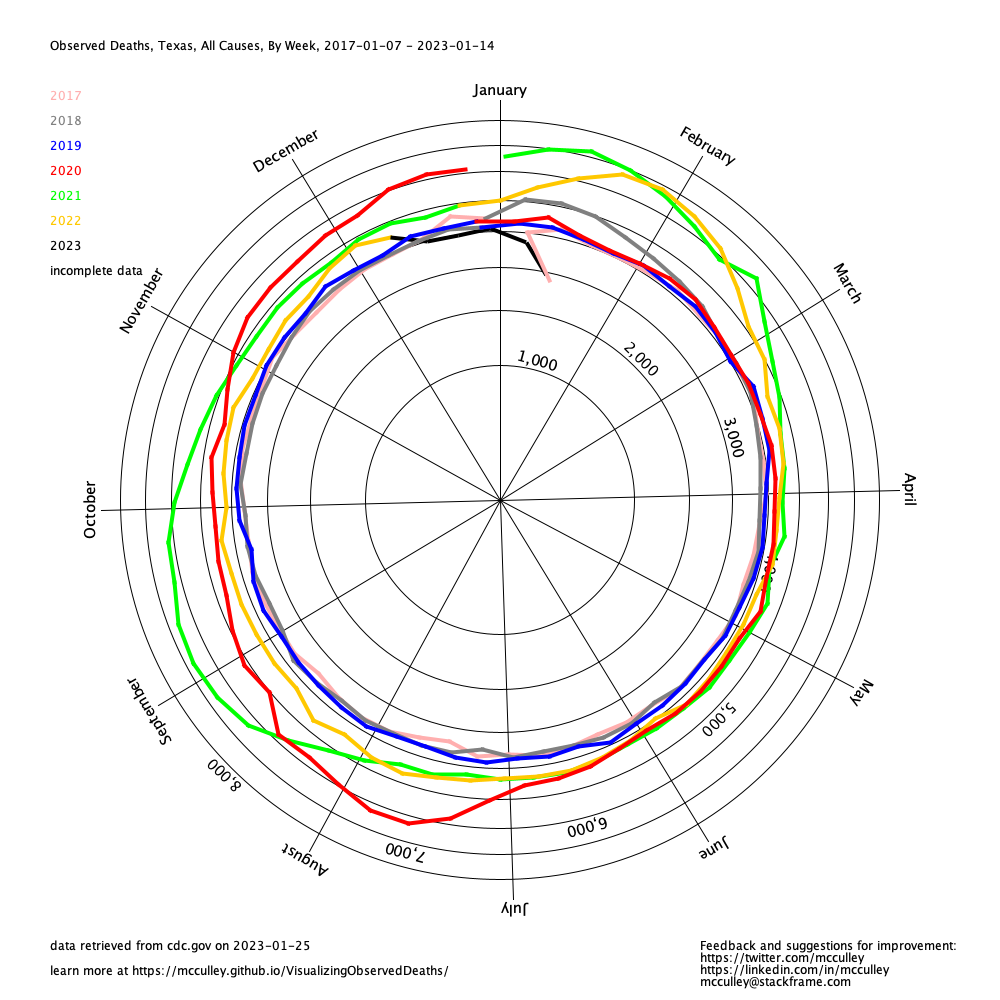 Observed Deaths, Texas, All Causes, By Week, 2017-01-07 - 2023-01-14
January
2017
2018
2019
2020
2021
2022
2023
incomplete data
February
December
March
November
1,000
2,000
3,000
April
October
May
September
5,000
8,000
6,000
7,000
June
August
July
data retrieved from cdc.gov on 2023-01-25
learn more at https://mcculley.github.io/VisualizingObservedDeaths/
Feedback and suggestions for improvement:
https://twitter.com/mcculley
https://linkedin.com/in/mcculley
mcculley@stackframe.com